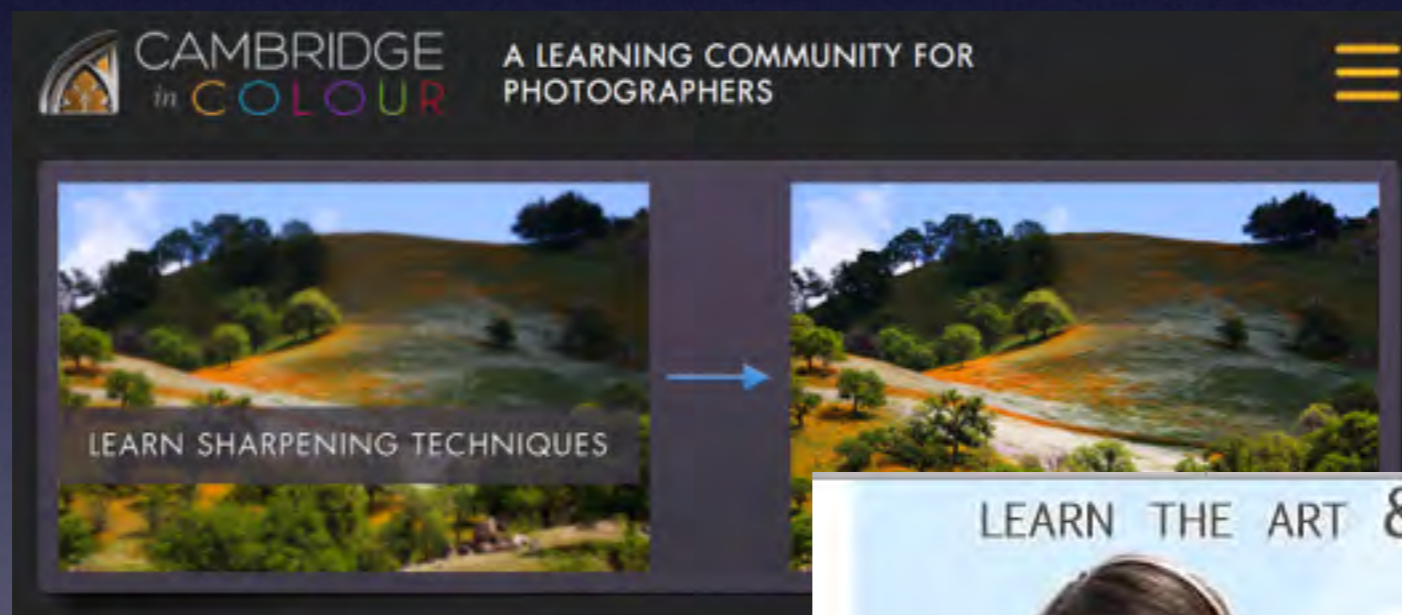 CAMBRIDGE
in COLOUR
A LEARNING COMMUNITY FOR
PHOTOGRAPHERS
LEARN SHARPENING TECHNIQUES
LEARN THE ART &